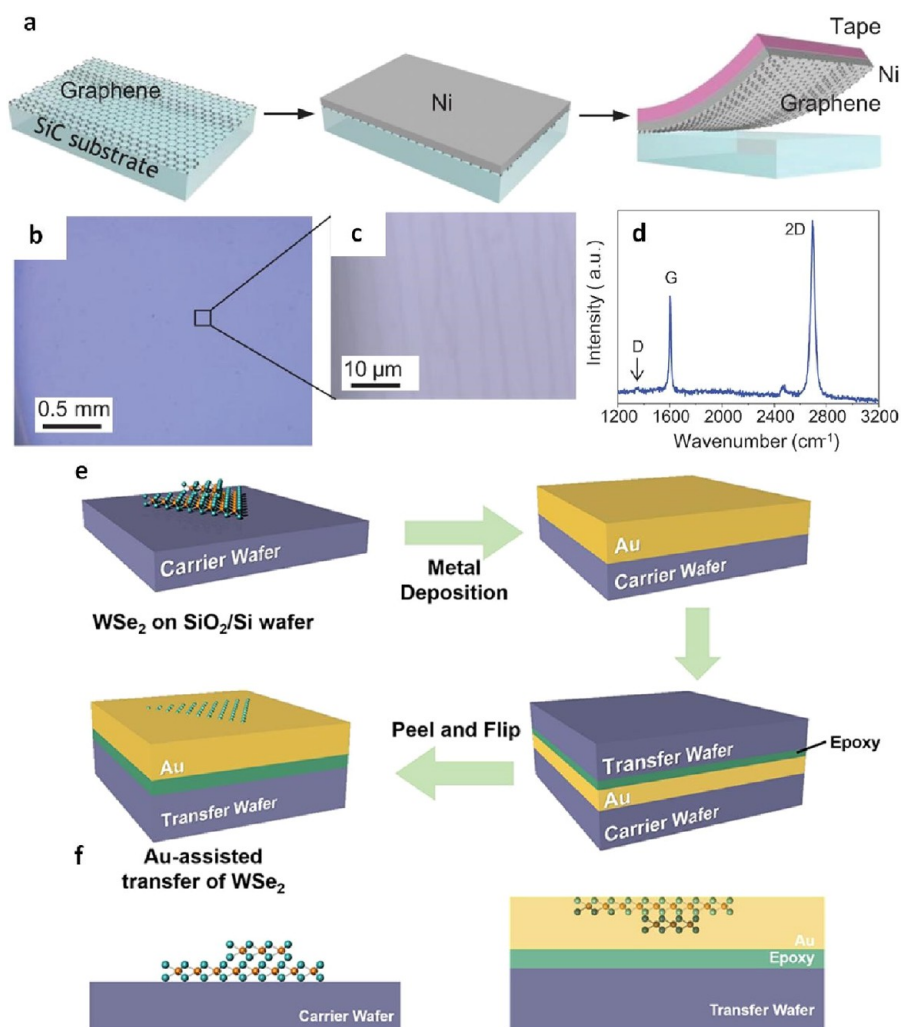 a
Graphene
SiC substrate
Ni
Tape
Ni
Graphene
b
0.5 mm
c
10 µm
d
Intensity ( a.u.)
D
G
2D
1200 1600 2000 2400 2800 3200
Wavenumber (cm-1)
e
Carrier Wafer
WSe2 on SiO2/Si wafer
Metal
Deposition
Au
Carrier Wafer
Transfer Wafer
Epoxy
Au
Carrier Wafer
Peel and Flip
Au
Transfer Wafer
Au-assisted
transfer of WSe2
f
Carrier Wafer
Au
Epoxy
Transfer Wafer